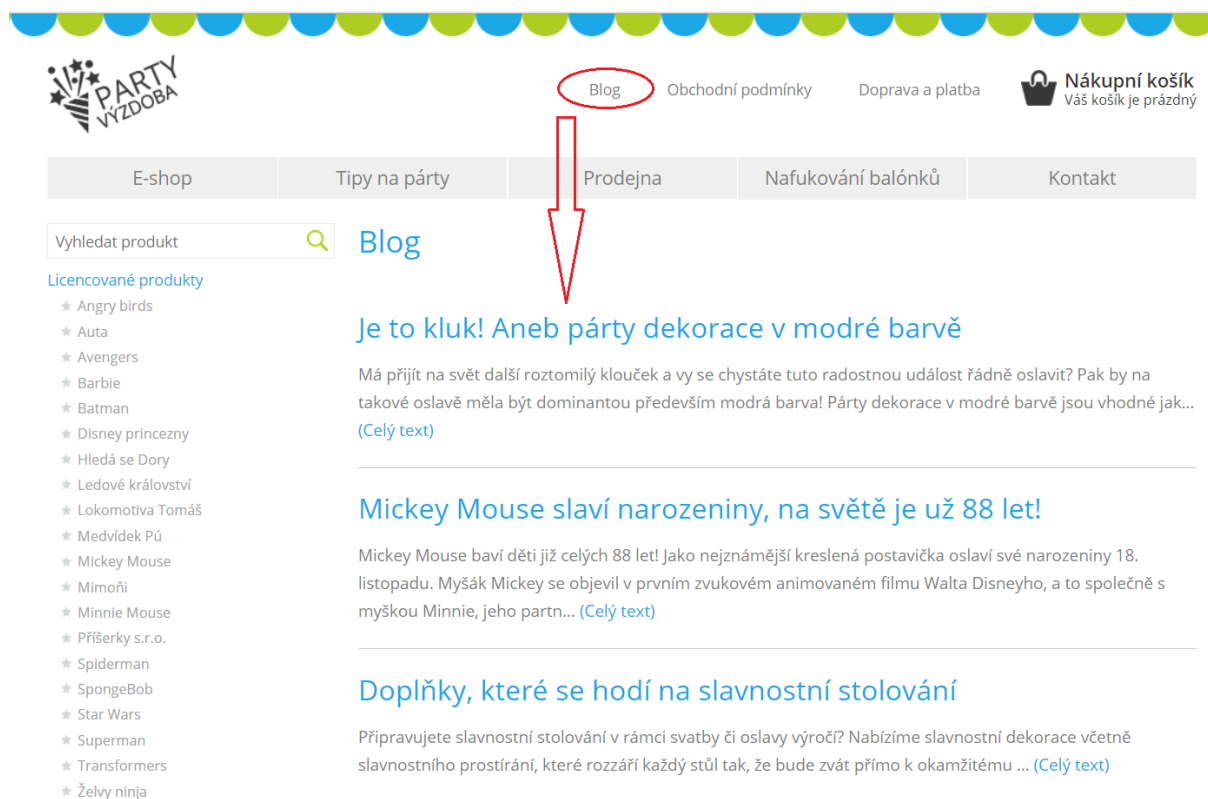 PARTY
VÝZDOBA
Blog
Obchodní podmínky
Doprava a platba
Nákupní košík
Váš košík je prázdný
E-shop
Tipy na párty
Prodejna
Nafukování balónků
Kontakt
Vyhledat produkt
Licencované produkty
Angry birds
Auta
Avengers
Barbie
Batman
Disney princezny
Hledá se Dory
Ledové království
Lokomotiva Tomáš
Medvídek Pú
Mickey Mouse
Mimoňi
Minnie Mouse
Příšerky s.r.o.
Spiderman
SpongeBob
Star Wars
Superman
Transformers
Želvy ninja
Blog
Je to kluk! Aneb párty dekorace v modré barvě
Má přijít na svět další roztomilý klouček a vy se chystáte tuto radostnou událost řádně oslavit? Pak by na
takové oslavě měla být dominantou především modrá barva! Párty dekorace v modré barvě jsou vhodné jak...
(Celý text)
Mickey Mouse slaví narozeniny, na světě je už 88 let!
Mickey Mouse baví děti již celých 88 let! Jako nejznámější kreslená postavička oslaví své narozeniny 18.
listopadu. Myšák Mickey se objevil v prvním zvukovém animovaném filmu Walta Disneyho, a to společně s
myškou Minnie, jeho partn... (Celý text)
Doplňky, které se hodí na slavnostní stolování
Připravujete slavnostní stolování v rámci svatby či oslavy výročí? Nabízíme slavnostní dekorace včetně
slavnostního prostírání, které rozzáří každý stůl tak, že bude zvát přímo k okamžitému ... (Celý text)